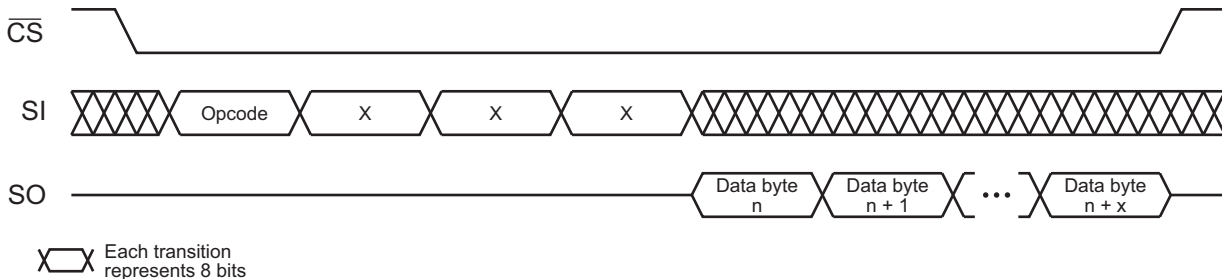 CS
SI
Opcode
X
X
X
SO
Data byte
n
Data byte
n + 1
•••
Data byte
n + x
Each transition
represents 8 bits